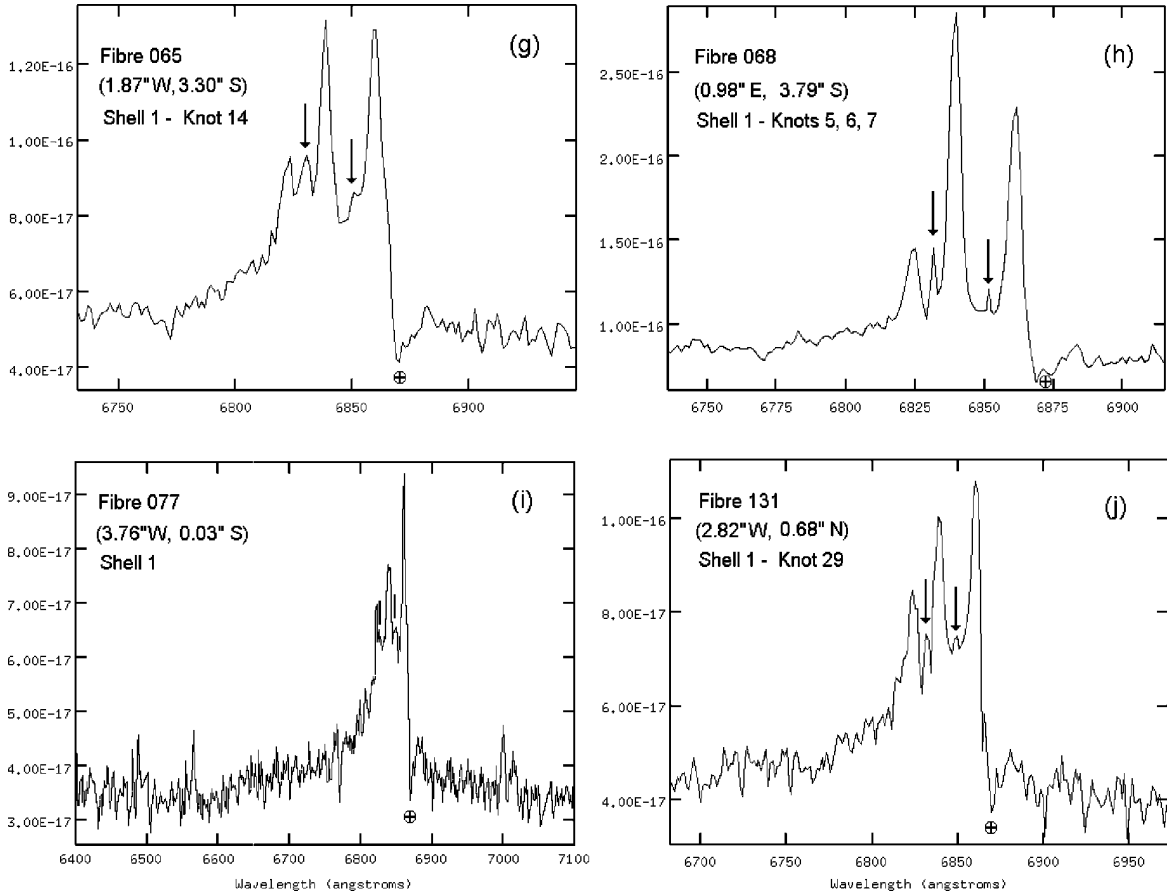 (g)
Fibre 065
(1.87" W, 3.30" S)
Shell 1 - Knot 14
1.20E-16
1.00E-16
8.00E-17
6.00E-17
4.00E-17
6750 6800 6850 6900
(h)
Fibre 068
(0.98" E, 3.79" S)
Shell 1 - Knots 5, 6, 7
2.50E-16
2.00E-16
1.50E-16
1.00E-16
6750 6775 6800 6825 6850 6875 6900
(i)
Fibre 077
(3.76" W, 0.03" S)
Shell 1
9.00E-17
8.00E-17
7.00E-17
6.00E-17
5.00E-17
4.00E-17
3.00E-17
6400 6500 6600 6700 6800 6900 7000 7100
Wavelength (angstroms)
(j)
Fibre 131
(2.82" W, 0.68" N)
Shell 1 - Knot 29
1.00E-16
8.00E-17
6.00E-17
4.00E-17
6700 6750 6800 6850 6900 6950
Wavelength (angstroms)